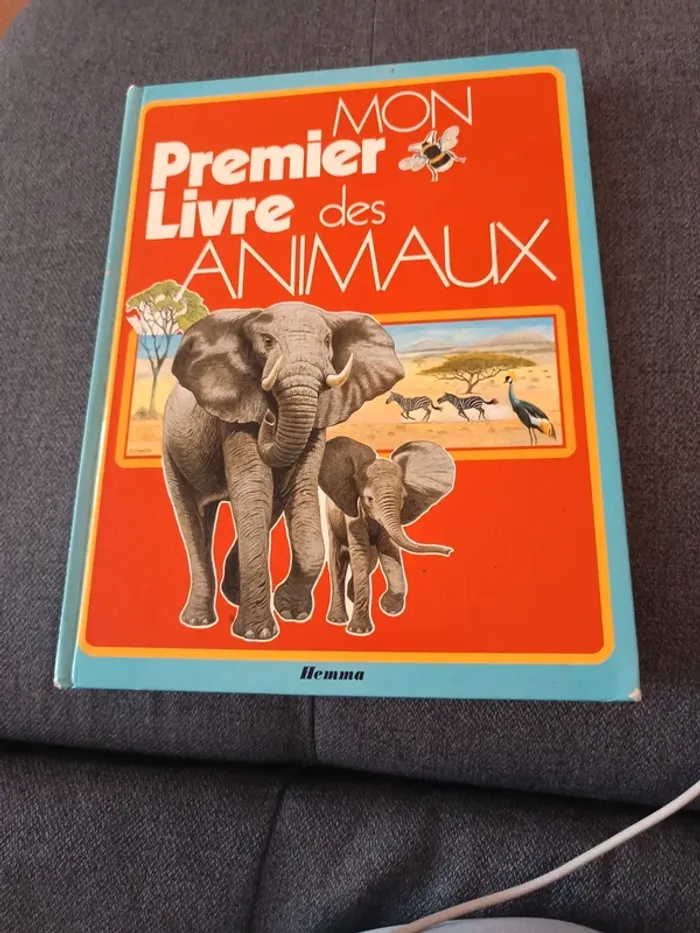 MON
Premier
Livre des
ANIMAUX
Hemma